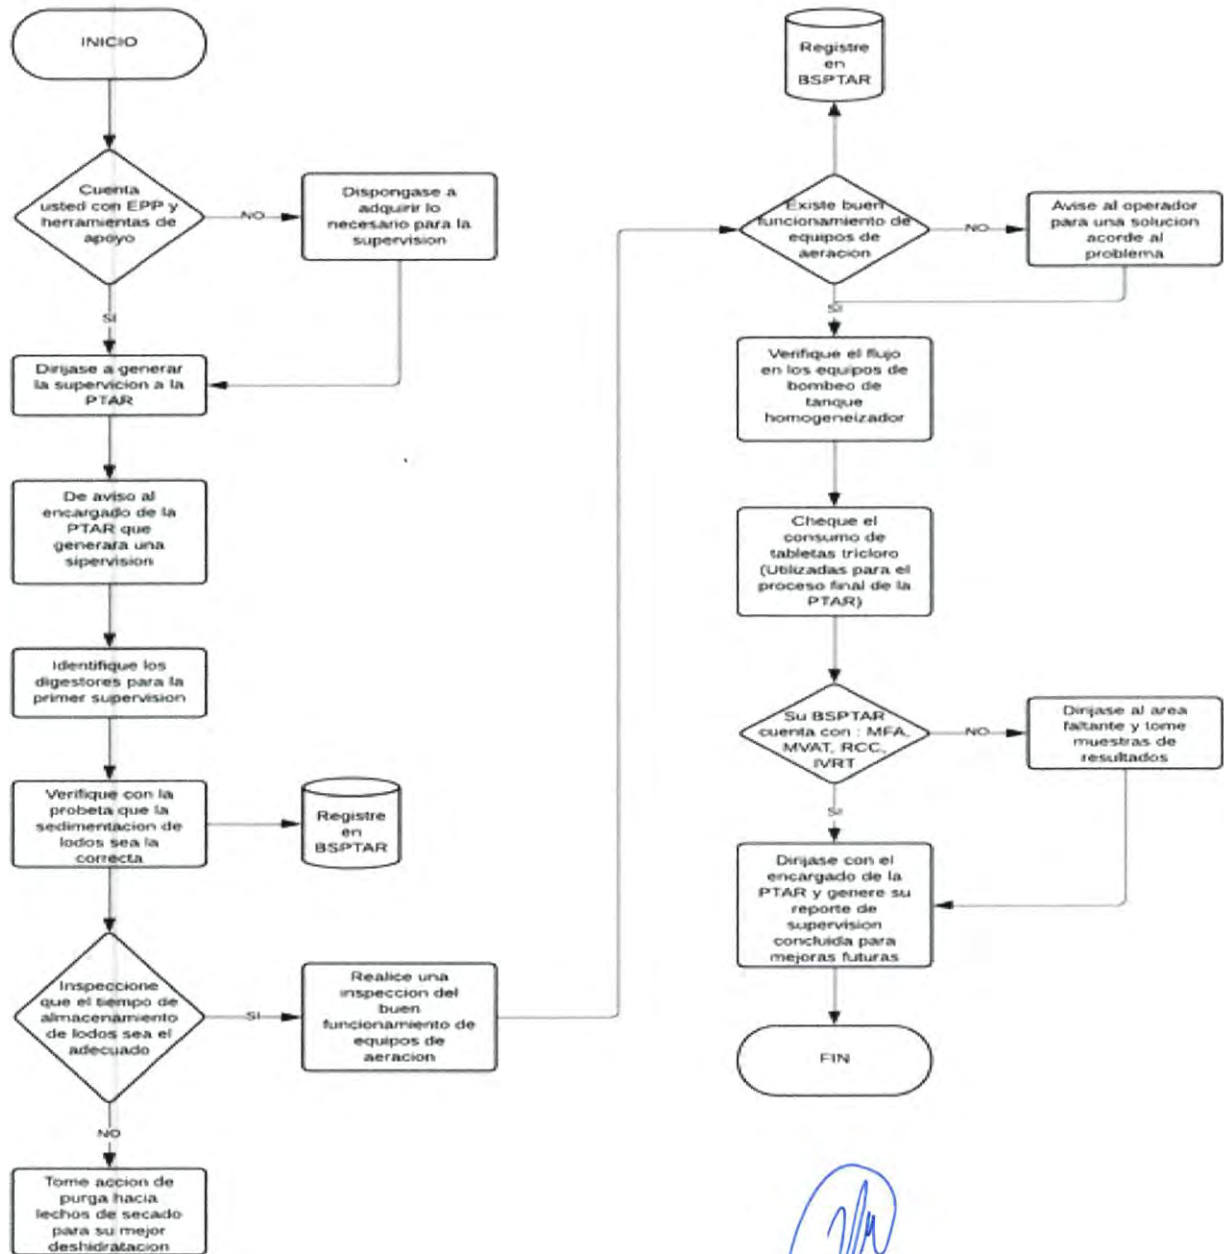 INICIO
Cuenta
usted con EPP y
herramientas de
apoyo
NO
Dispongase a
adquirir lo
necesario para la
supervision
SI
Dirijase a generar
la supervicion a la
PTAR
De aviso al
encargado de la
PTAR que
generara una
sipervision
Identifique los
digestores para la
primer supervision
Verifique con la
probeta que la
sedimentacion de
lodos sea la
correcta
Registre
en
BSPTAR
Inspeccione
que el tiempo de
almacenamiento
de lodos sea el
adecuado
SI
Realice una
inspeccion del
buen
funcionamiento de
equipos de
aeracion
NO
Tome accion de
purga hacia
lechos de secado
para su mejor
deshidratacion
Registre
en
BSPTAR
Existe buen
funcionamiento de
equipos de
aeracion
NO
Avise al operador
para una solucion
acorde al
problema
SI
Verifique el flujo
en los equipos de
bombeo de
tanque
homogeneizador
Cheque el
consumo de
tabletas tricloro
(Utilizadas para el
proceso final de la
PTAR)
Su BSPTAR
cuenta con : MFA,
MVAT, RCC,
IVRT
NO
Dirijase al area
faltante y tome
muestras de
resultados
SI
Dirijase con el
encargado de la
PTAR y genere su
reporte de
supervision
concluida para
mejoras futuras
FIN